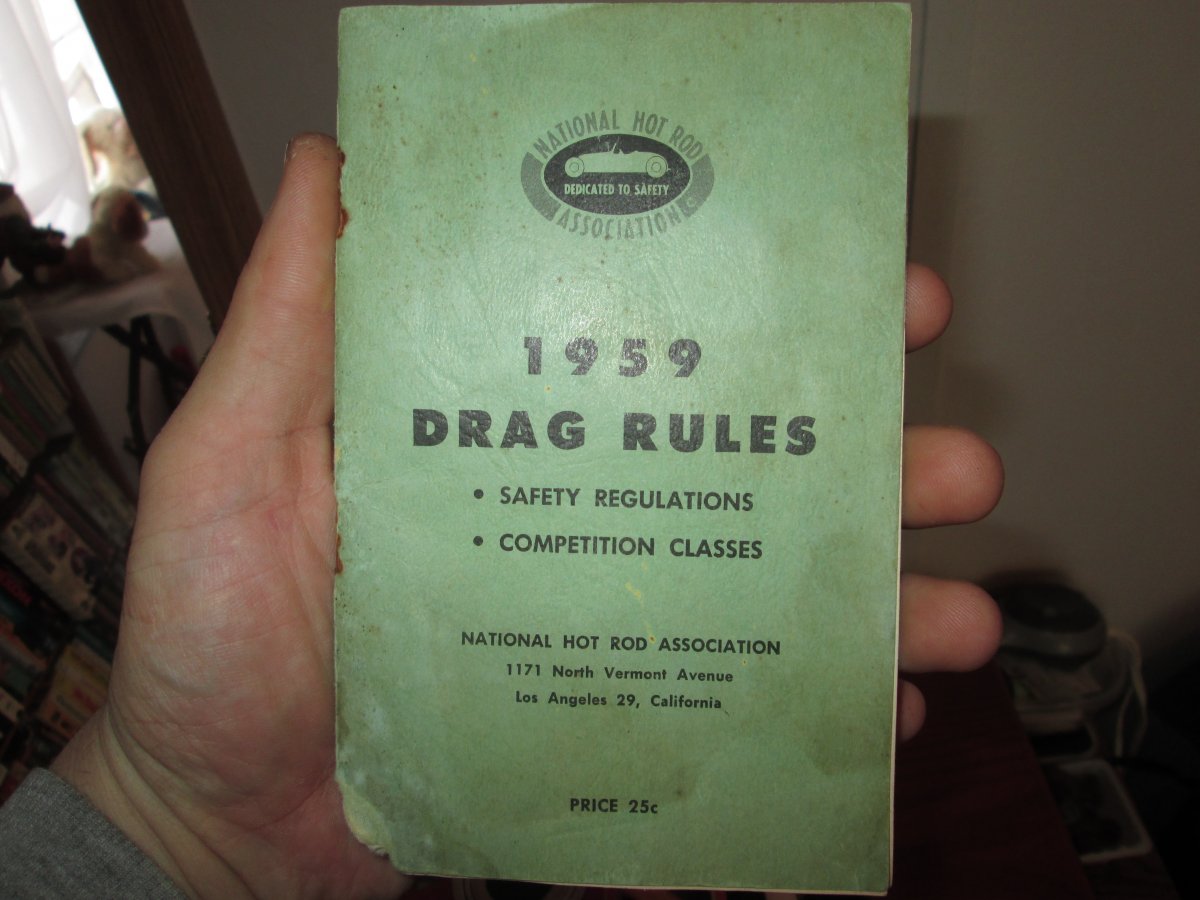 NATIONAL HOT ROD
DEDICATED TO SAFETY
ASSOCIATION
1959
DRAG RULES
• SAFETY REGULATIONS
• COMPETITION CLASSES
NATIONAL HOT ROD ASSOCIATION
1171 North Vermont Avenue
Los Angeles 29, California
PRICE 25c